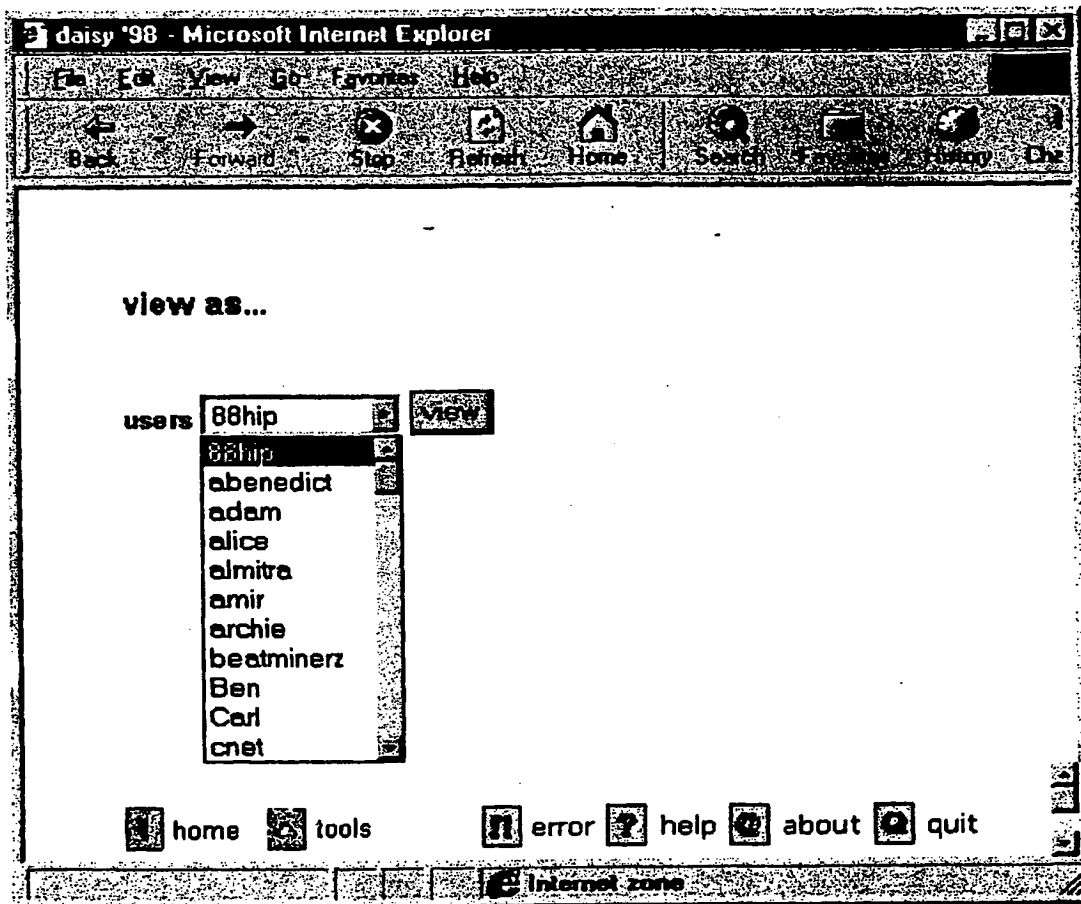 daisy '98 - Microsoft Internet Explorer
File Edit View Go Favorites Help
Back Forward Stop Refresh Home Search Favorites History Cha
view as...
users 88hip view
88hip
abenedict
adam
alice
almitra
amir
archie
beatminerz
Ben
Carl
cnet
home tools error help about quit
Internet zone